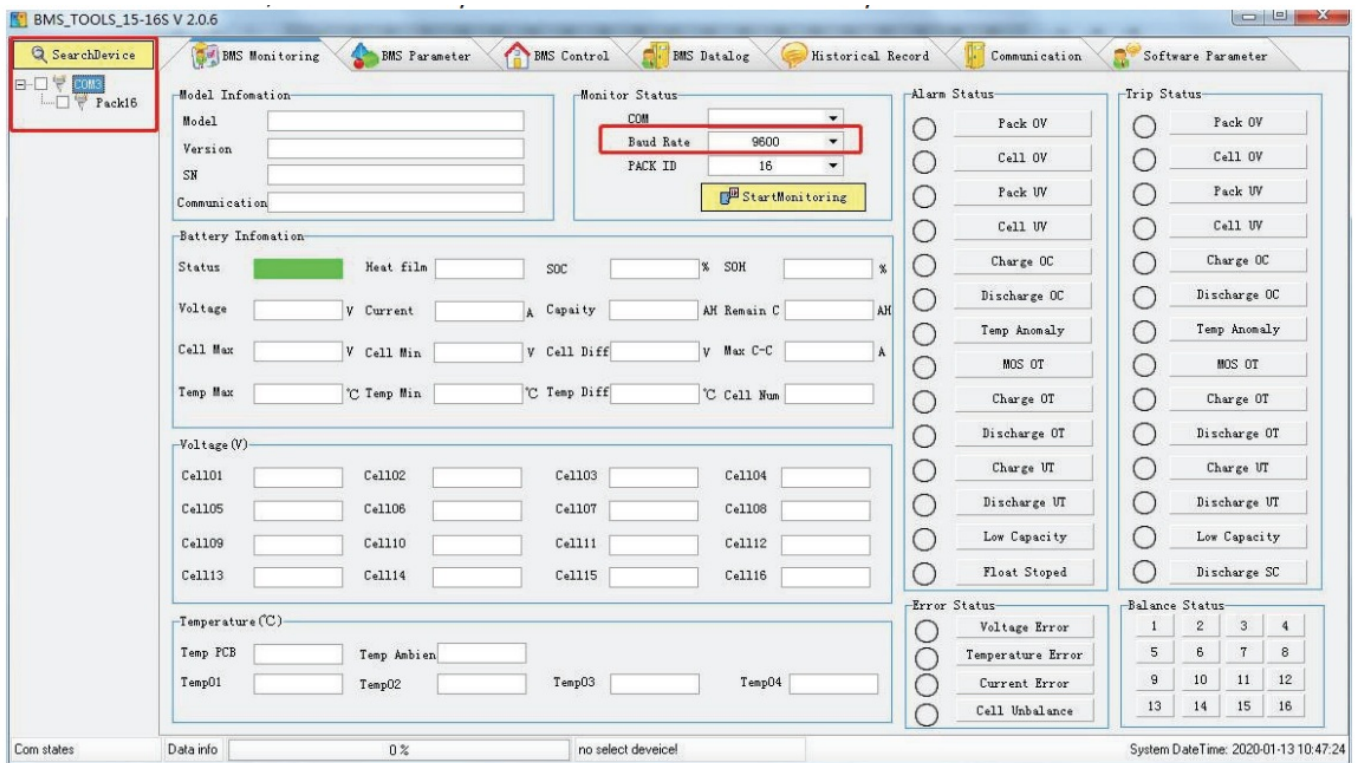 BMS_TOOLS_15-16S V 2.0.6
SearchDevice
BMS Monitoring
BMS Parameter
BMS Control
BMS Datalog
Historical Record
Communication
Software Parameter
COM3
Pack16
Model Infomation
Model
Version
SN
Communication
Monitor Status
COM
Baud Rate 9600
PACK ID 16
StartMonitoring
Battery Infomation
Status Heat film SOC % SOH %
Voltage V Current A Capaity AH Remain C AH
Cell Max V Cell Min V Cell Diff V Max C-C A
Temp Max °C Temp Min °C Temp Diff °C Cell Num
Voltage(V)
Cell01 Cell02 Cell03 Cell04
Cell05 Cell06 Cell07 Cell08
Cell09 Cell10 Cell11 Cell12
Cell13 Cell14 Cell15 Cell16
Temperature(℃)
Temp PCB Temp Ambien
Temp01 Temp02 Temp03 Temp04
Alarm Status
Pack OV
Cell OV
Pack UV
Cell UV
Charge OC
Discharge OC
Temp Anomaly
MOS OT
Charge OT
Discharge OT
Charge UT
Discharge UT
Low Capacity
Float Stoped
Trip Status
Pack OV
Cell OV
Pack UV
Cell UV
Charge OC
Discharge OC
Temp Anomaly
MOS OT
Charge OT
Discharge OT
Charge UT
Discharge UT
Low Capacity
Discharge SC
Error Status
Voltage Error
Temperature Error
Current Error
Cell Unbalance
Balance Status
1 2 3 4
5 6 7 8
9 10 11 12
13 14 15 16
Com states
Data info
0 %
no select deveice!
System DateTime: 2020-01-13 10:47:24